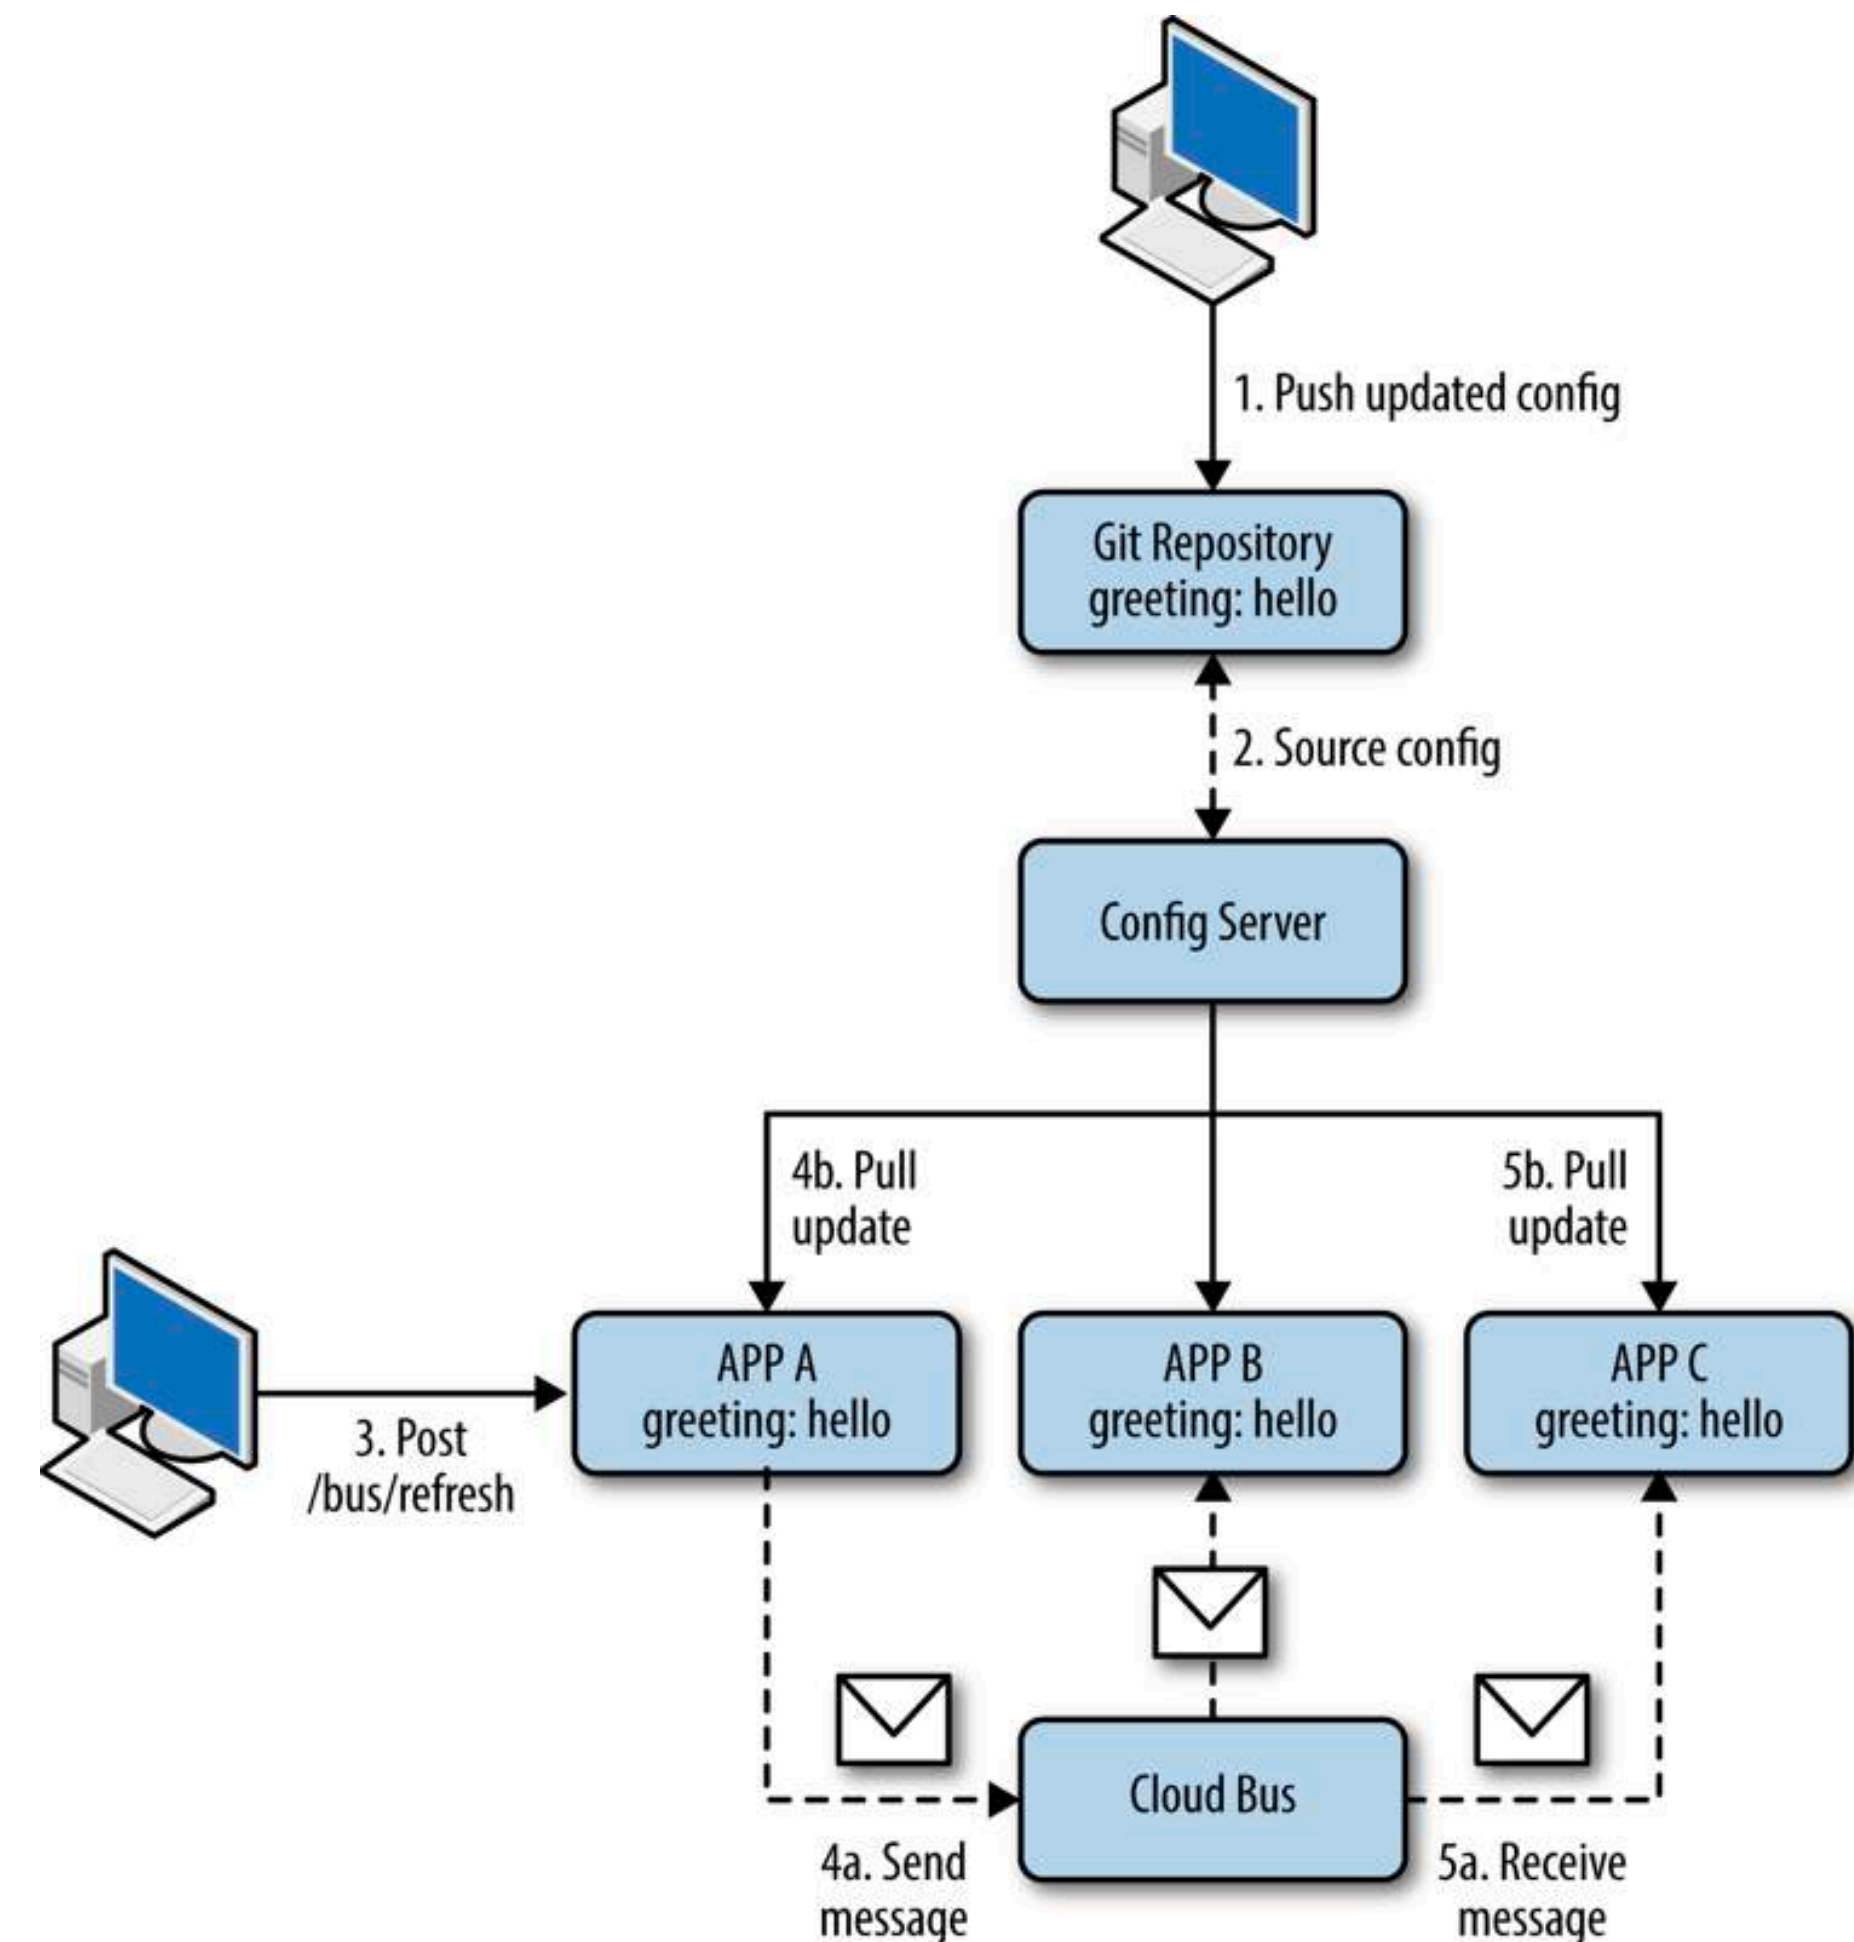 1. Push updated config
Git Repository
greeting: hello
2. Source config
Config Server
4b. Pull
update
5b. Pull
update
APP A
greeting: hello
APP B
greeting: hello
APP C
greeting: hello
3. Post
/bus/refresh
Cloud Bus
4a. Send
message
5a. Receive
message